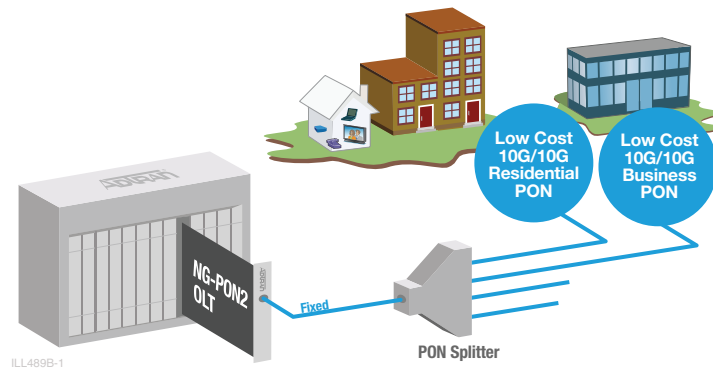 Low Cost
10G/10G
Residential
PON
Low Cost
10G/10G
Business
PON
ADTRAN
NG-PON2
OLT
Fixed
PON Splitter
ILL489B-1